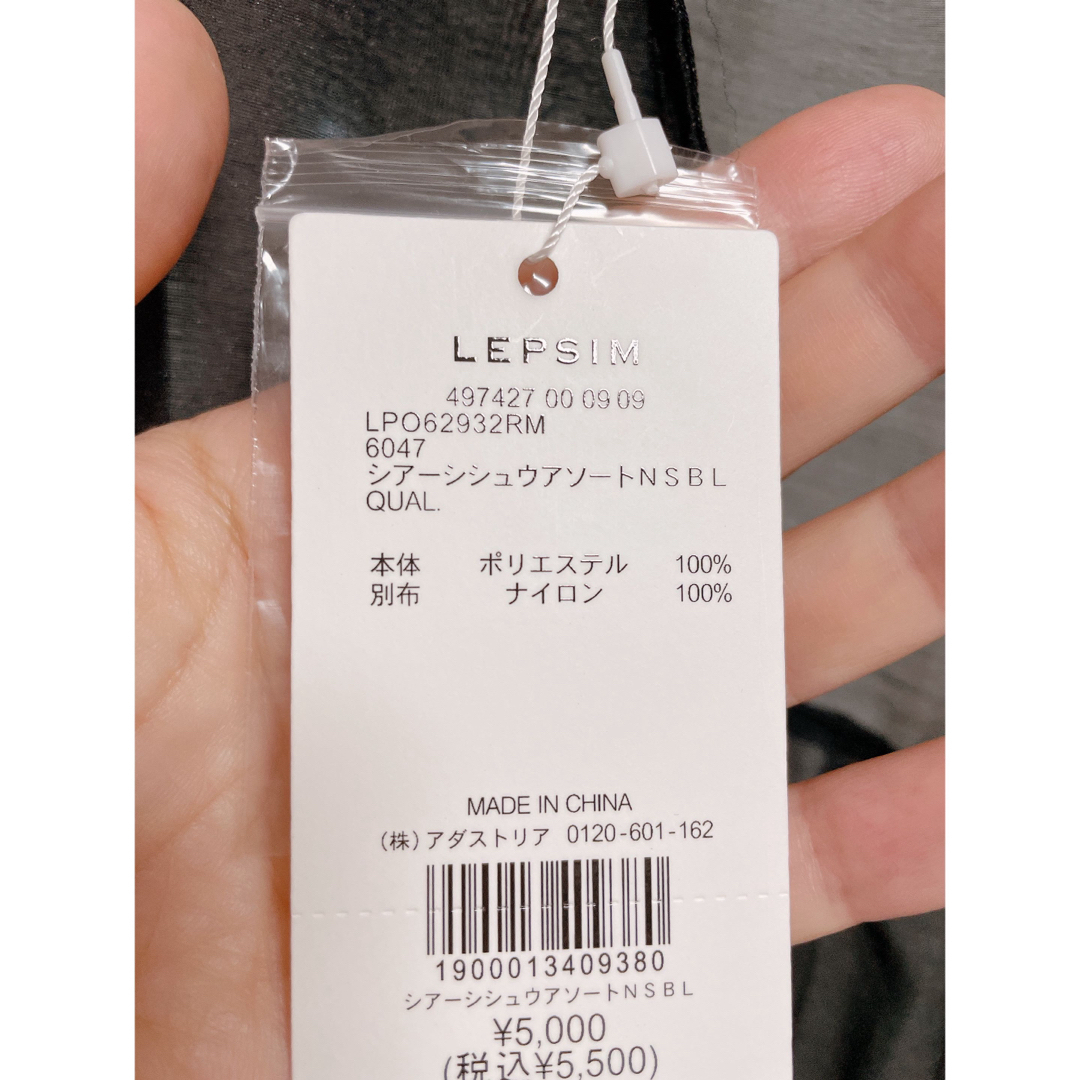 LEPSIM
497427 00 09 09
LPO62932RM
6047
シアーシシュウアソートNSBL
QUAL.
本体 ポリエステル 100%
別布 ナイロン 100%
MADE IN CHINA
(株)アダストリア 0120-601-162
1900013409380
シアーシシュウアソートNSBL
¥5,000
(税込¥5,500)